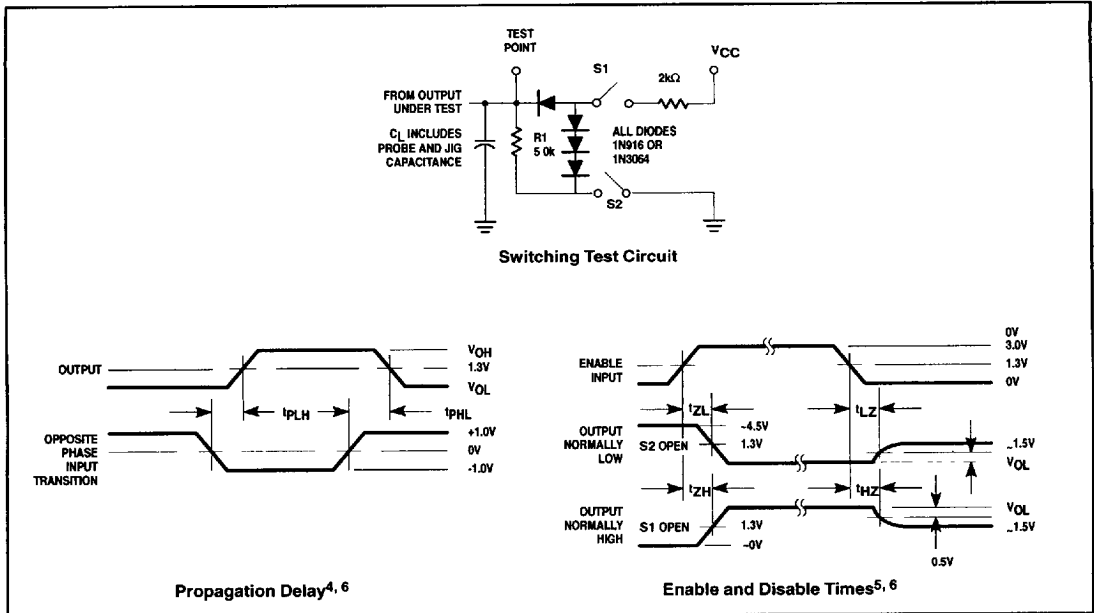 TEST
POINT
VCC
S1
2kΩ
FROM OUTPUT
UNDER TEST
CL INCLUDES
PROBE AND JIG
CAPACITANCE
R1
5 0k
ALL DIODES
1N916 OR
1N3064
S2
Switching Test Circuit
OUTPUT
VOH
1.3V
VOL
tPLH
tPHL
OPPOSITE
PHASE
INPUT
TRANSITION
+1.0V
0V
-1.0V
Propagation Delay4, 6
0V
3.0V
ENABLE
INPUT
1.3V
0V
tZL
tLZ
OUTPUT
NORMALLY
LOW
S2 OPEN
~4.5V
1.3V
~1.5V
VOL
tZH
tHZ
OUTPUT
NORMALLY
HIGH
S1 OPEN
1.3V
~0V
VOL
~1.5V
0.5V
Enable and Disable Times5, 6